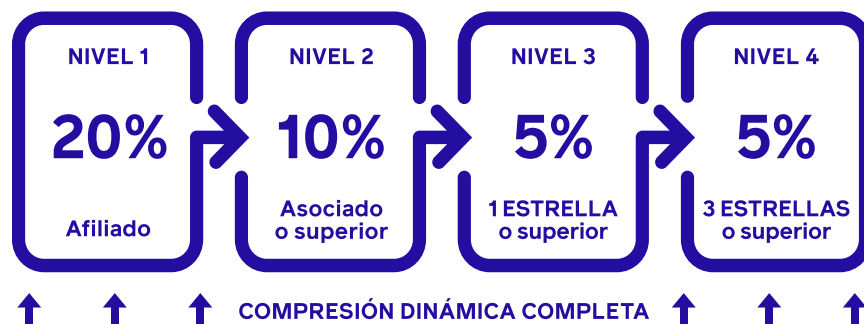 NIVEL 1
20%
Afiliado
NIVEL 2
10%
Asociado
o superior
NIVEL 3
5%
1 ESTRELLA
o superior
NIVEL 4
5%
3 ESTRELLAS
o superior
COMPRESIÓN DINÁMICA COMPLETA